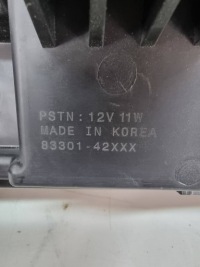 PSTN : 12V 11W
MADE IN KOREA
83301-42XXX